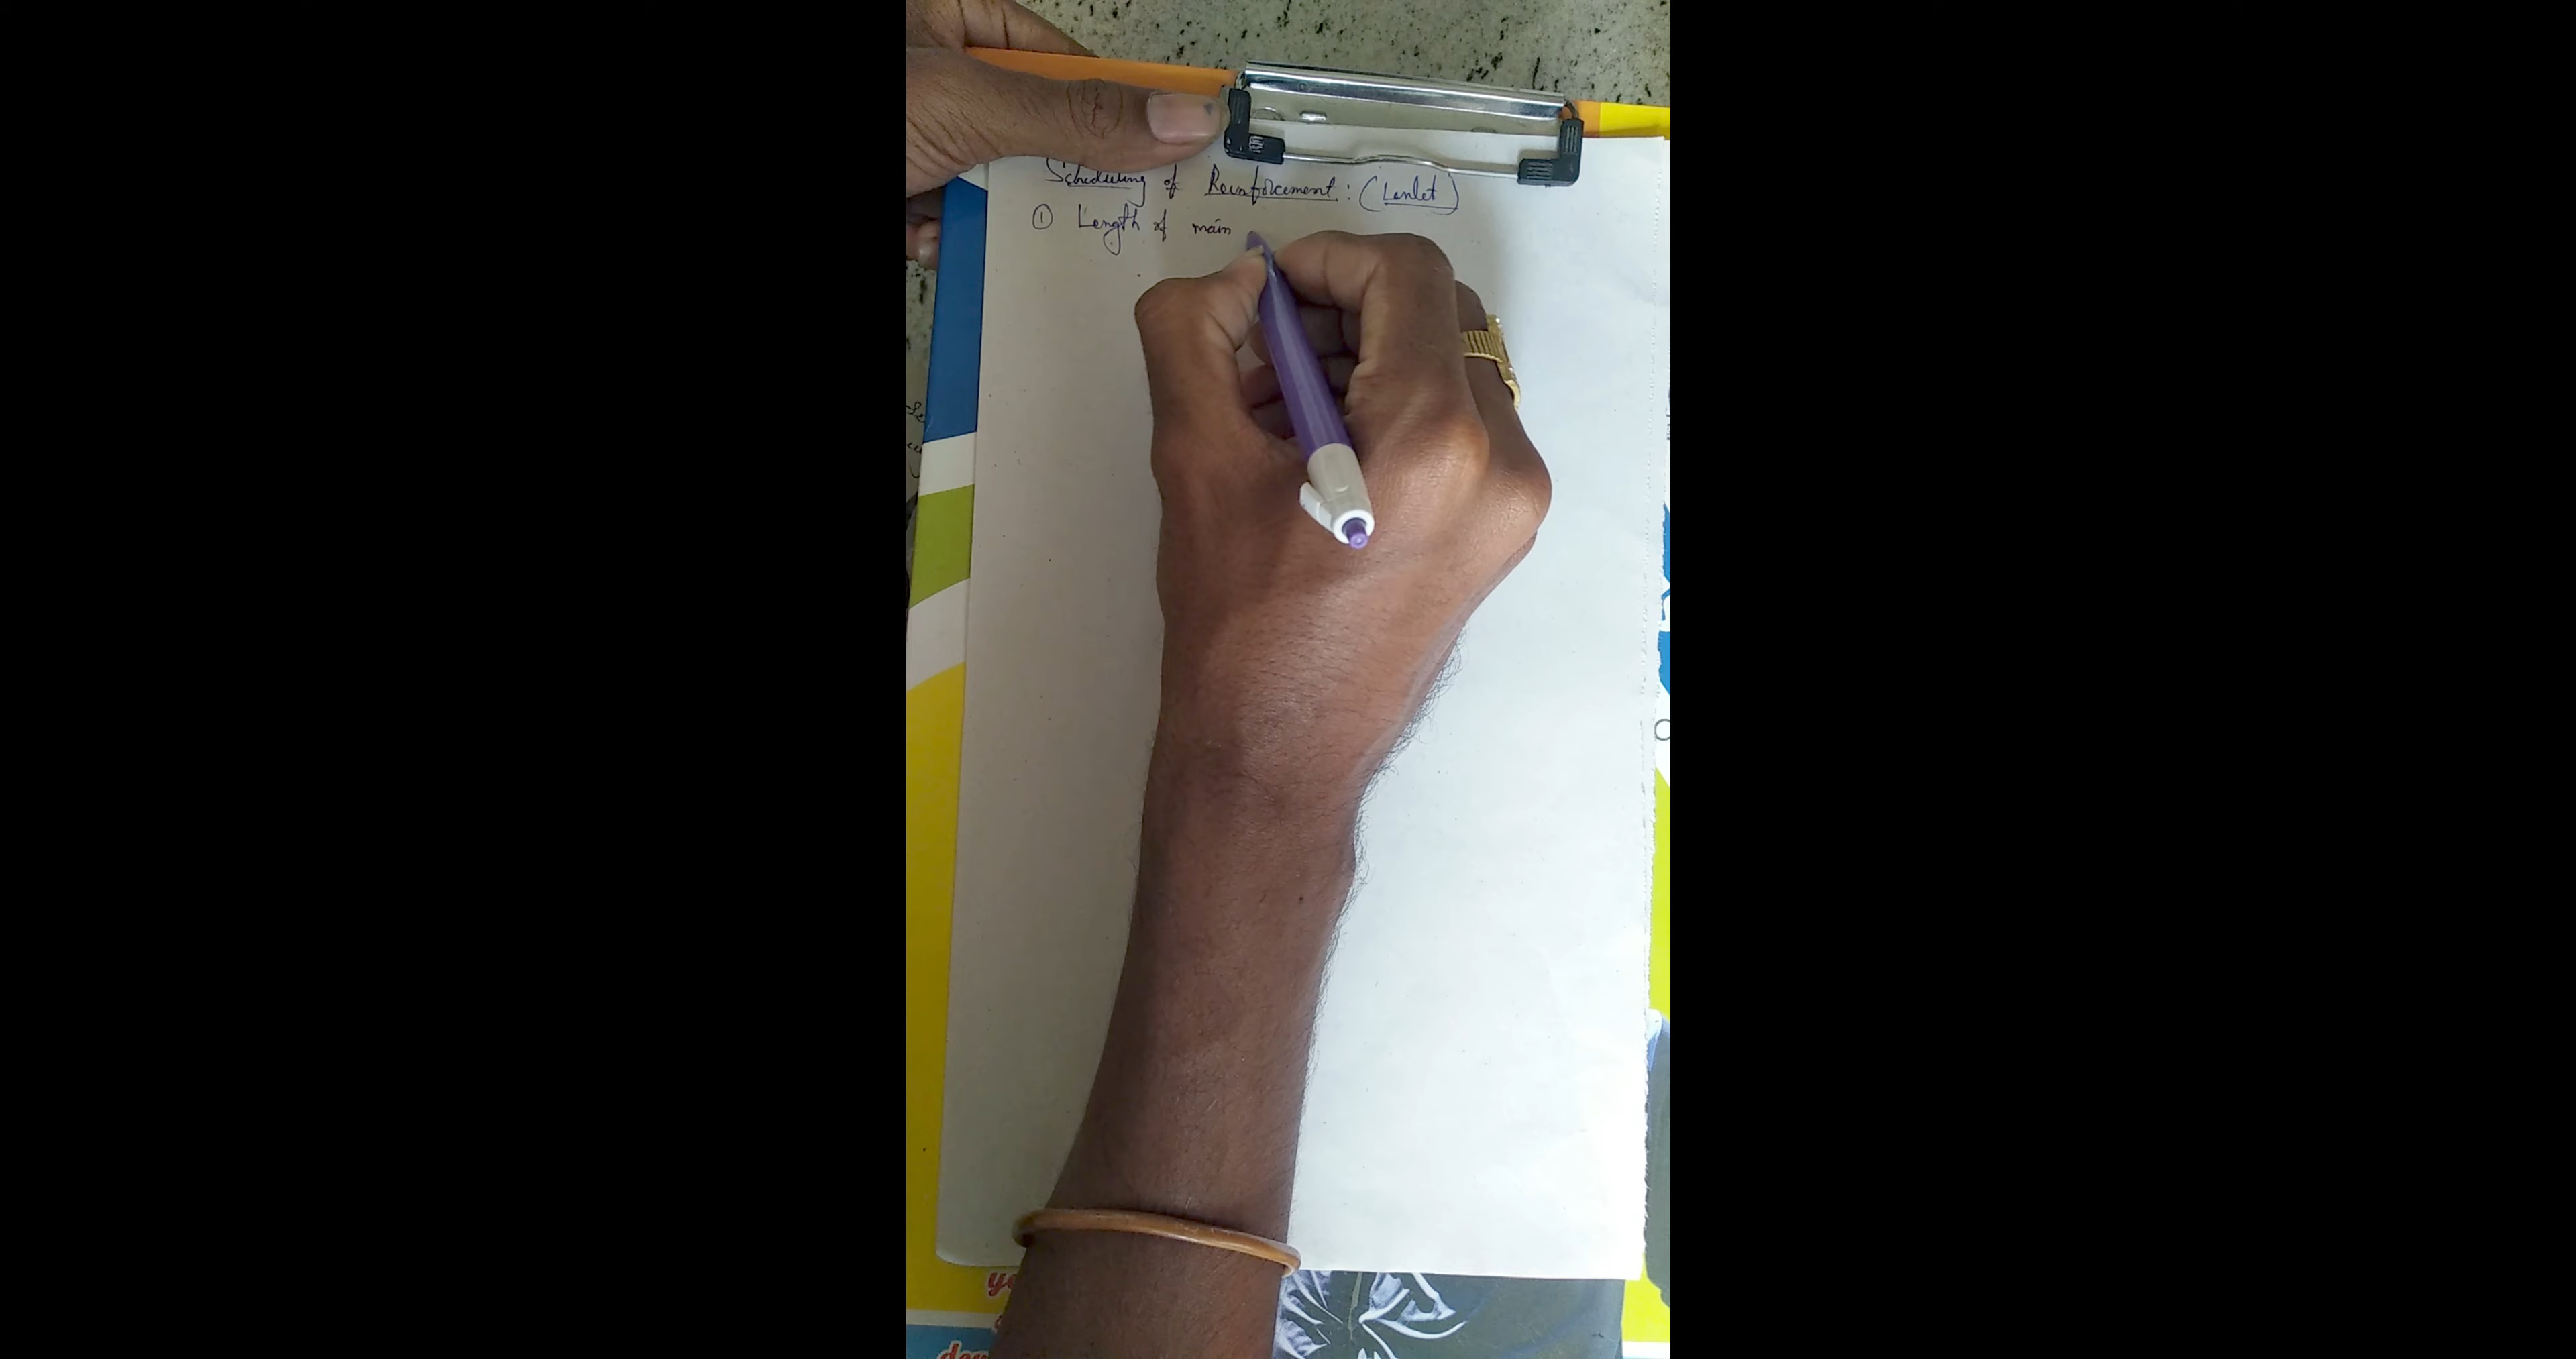 Scheduling of Reinforcement : (Lenlet)
① Length of main